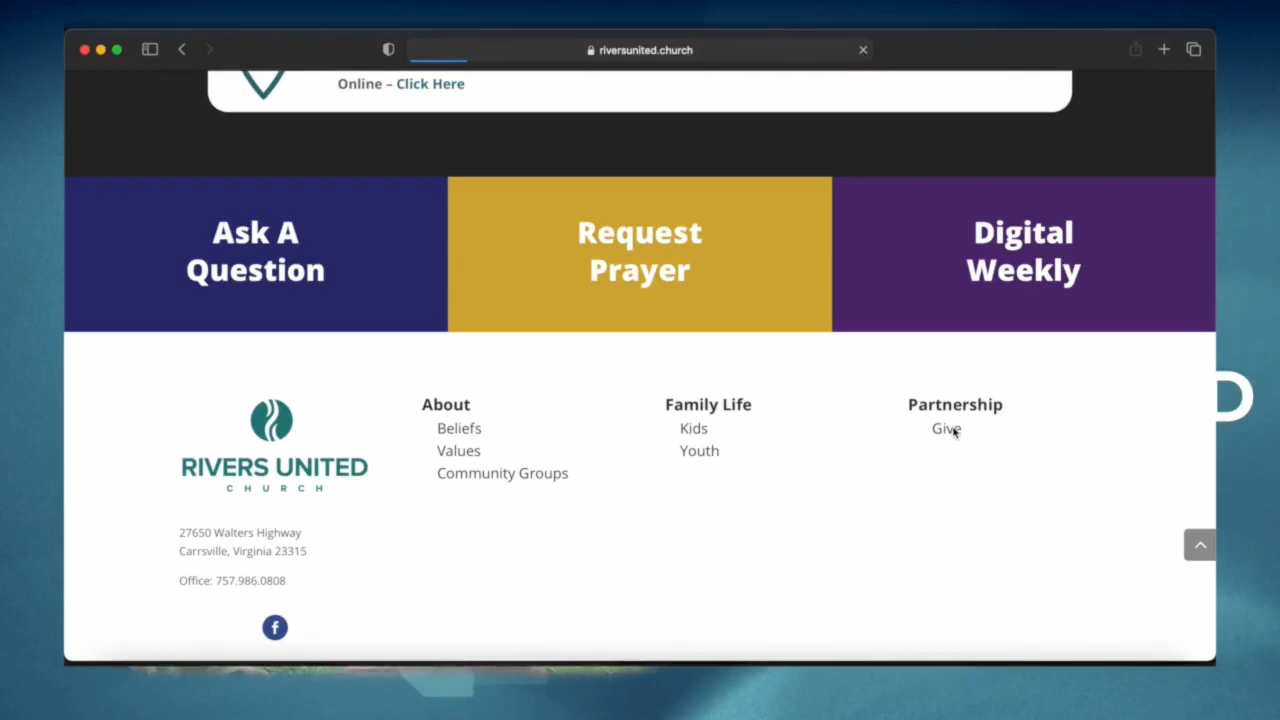 riversunited.church
Online – Click Here
Ask A
Question
Request
Prayer
Digital
Weekly
RIVERS UNITED
CHURCH
27650 Walters Highway
Carrsville, Virginia 23315
Office: 757.986.0808
f
About
Beliefs
Values
Community Groups
Family Life
Kids
Youth
Partnership
Give
D